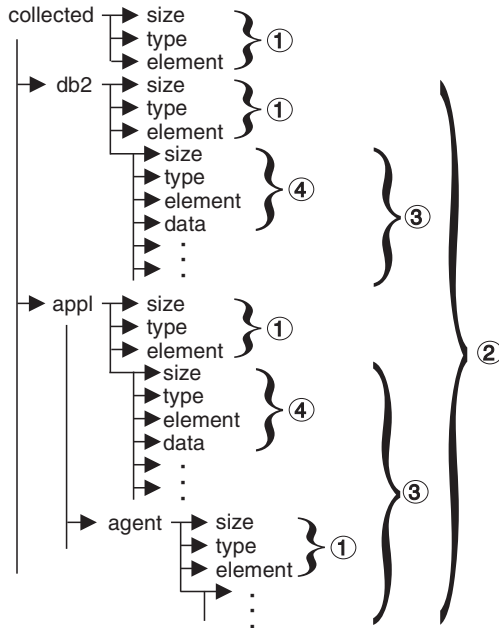 collected size
type ①
element
db2 size
type ①
element
size
type ④
element ③
data
appl size
type ①
element ②
size
type
element ④
data
③
agent size
type ①
element